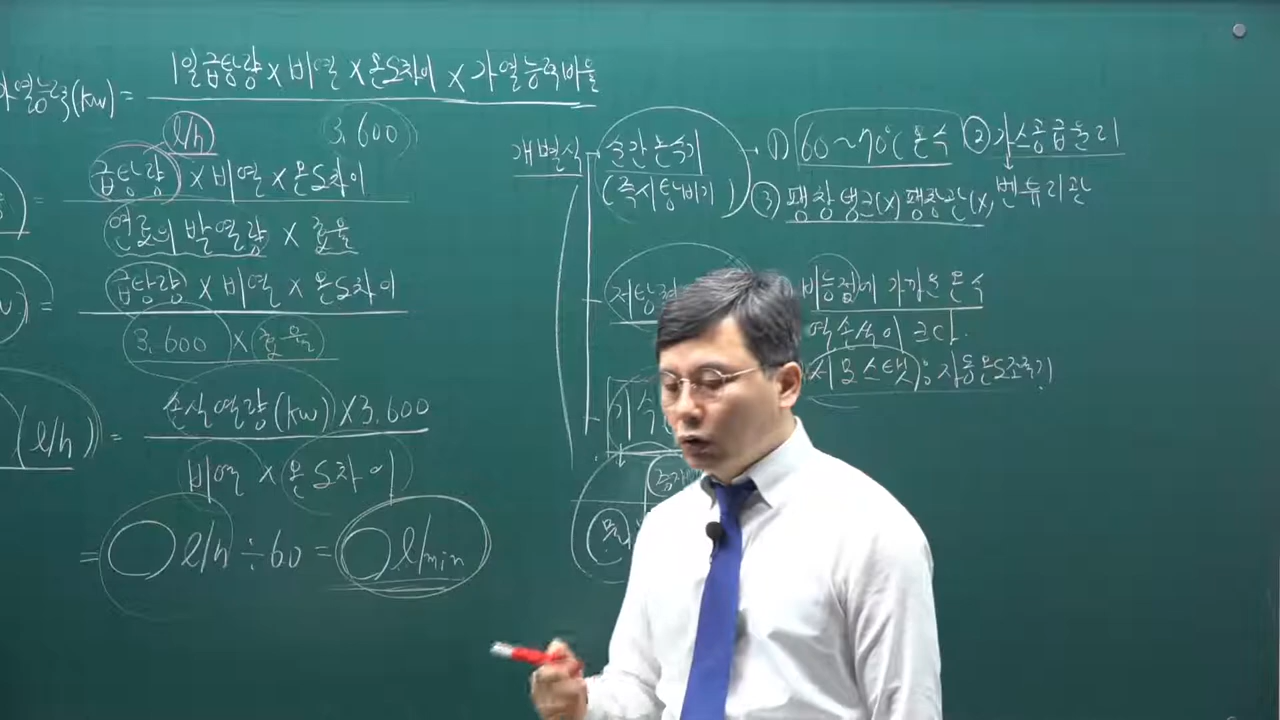 1일급탕량 × 비열 × 온도차이 × 가열능력비율
열능력(kw) =
3.600
l/h
급탕량 × 비열 × 온도차이
=
연료의 발열량 × 효율
급탕량 × 비열 × 온도차이
=
3.600 × 효율
손실열량(kw) × 3.600
(l/h) =
비열 × 온도차이
= ○ l/h ÷ 60 = ○ l/min
개별식
순간온수기
(즉시탕비기)
① 60~70℃ 온수 ② 가스공급물리
벤튜리관
③ 팽창탱크(x) 팽창관(x),
저탕
비등점에 가까운 온수
열손실이 크다.
서모스탯 : 자동온도조절기
기수